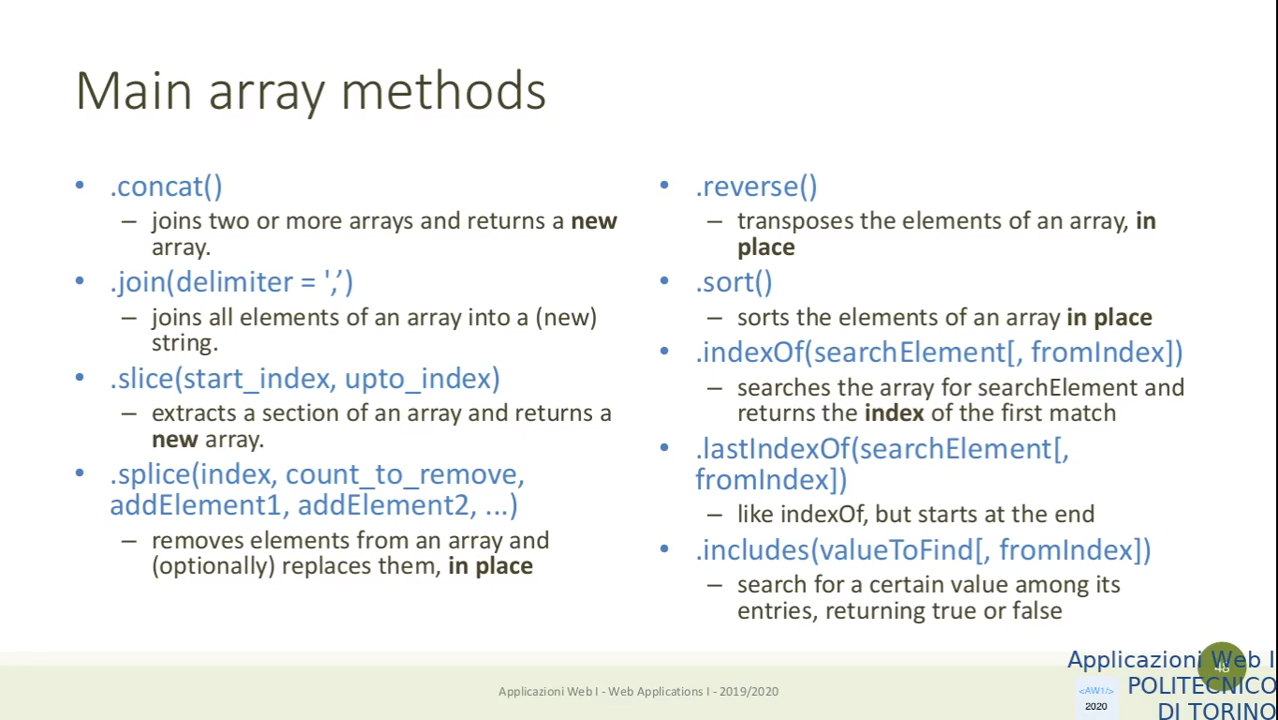 Main array methods
• .concat()
– joins two or more arrays and returns a new
array.
• .join(delimiter = ',’)
– joins all elements of an array into a (new)
string.
• .slice(start_index, upto_index)
– extracts a section of an array and returns a
new array.
• .splice(index, count_to_remove,
addElement1, addElement2, ...)
– removes elements from an array and
(optionally) replaces them, in place
• .reverse()
– transposes the elements of an array, in
place
• .sort()
– sorts the elements of an array in place
• .indexOf(searchElement[, fromIndex])
– searches the array for searchElement and
returns the index of the first match
• .lastIndexOf(searchElement[,
fromIndex])
– like indexOf, but starts at the end
• .includes(valueToFind[, fromIndex])
– search for a certain value among its
entries, returning true or false
Applicazioni Web I - Web Applications I - 2019/2020
Applicazioni Web I
POLITECNICO
DI TORINO
<AW1/>
2020